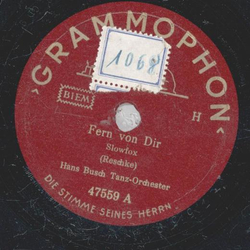 ›GRAMMOPHON‹
1068
BIEM
H
Fern von Dir
Slowfox
(Reschke)
Hans Busch Tanz-Orchester
47559 A
DIE STIMME SEINES HERRN